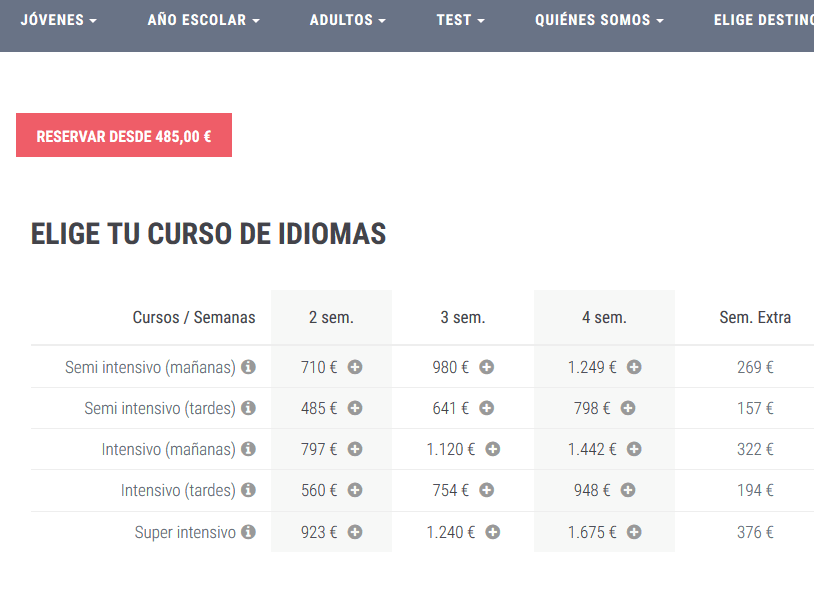 JÓVENES AÑO ESCOLAR ADULTOS TEST QUIÉNES SOMOS ELIGE DESTINO
RESERVAR DESDE 485,00 €
ELIGE TU CURSO DE IDIOMAS
Cursos / Semanas 2 sem. 3 sem. 4 sem. Sem. Extra
Semi intensivo (mañanas) 710 € 980 € 1.249 € 269 €
Semi intensivo (tardes) 485 € 641 € 798 € 157 €
Intensivo (mañanas) 797 € 1.120 € 1.442 € 322 €
Intensivo (tardes) 560 € 754 € 948 € 194 €
Super intensivo 923 € 1.240 € 1.675 € 376 €